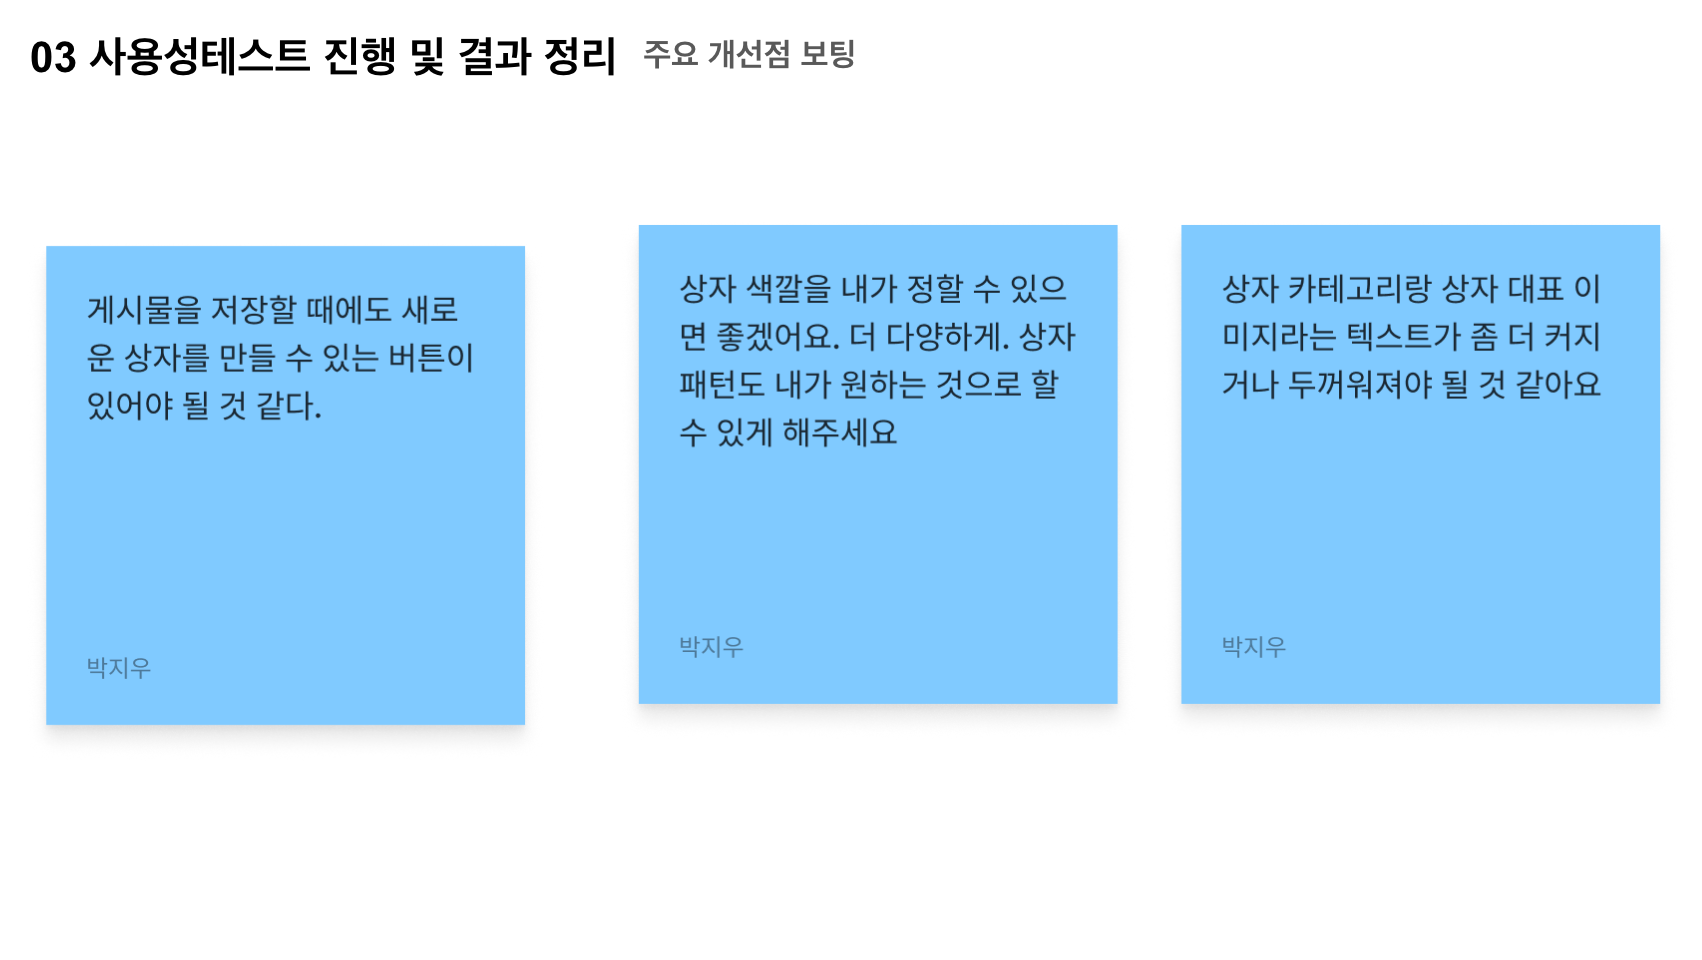 03 사용성테스트 진행 및 결과 정리 주요 개선점 보팅
게시물을 저장할 때에도 새로
운 상자를 만들 수 있는 버튼이
있어야 될 것 같다.
박지우
상자 색깔을 내가 정할 수 있으
면 좋겠어요. 더 다양하게. 상자
패턴도 내가 원하는 것으로 할
수 있게 해주세요
박지우
상자 카테고리랑 상자 대표 이
미지라는 텍스트가 좀 더 커지
거나 두꺼워져야 될 것 같아요
박지우